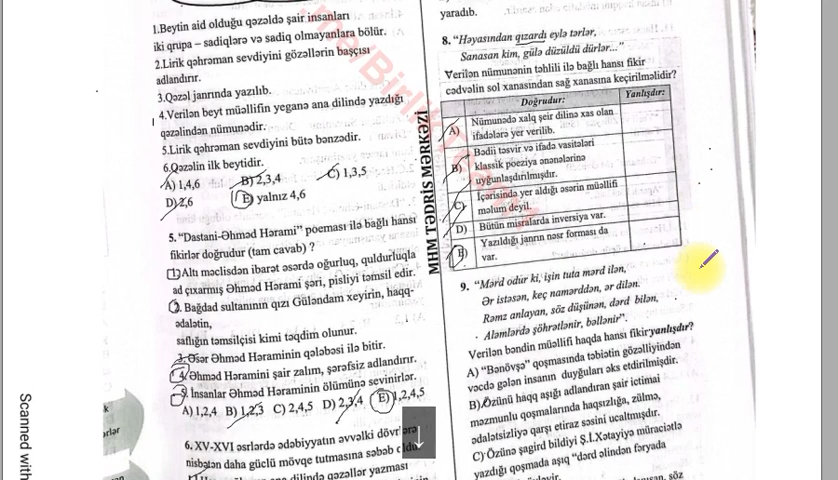 1.Beytin aid olduğu qəzəldə şair insanları
iki qrupa – sadiqlərə və sadiq olmayanlara bölür.
2.Lirik qəhrəman sevdiyini gözəllərin başçısı
adlandırır.
3.Qəzəl janrında yazılıb.
4.Verilən beyt müəllifin yeganə ana dilində yazdığı
qəzəlindən nümunədir.
5.Lirik qəhrəman sevdiyini bütə bənzədir.
6.Qəzəlin ilk beytidir.
A) 1,4,6 B) 2,3,4 C) 1,3,5
D) 2,6 E) yalnız 4,6
5. “Dastani-Əhməd Hərami” poeması ilə bağlı hansı
fikirlər doğrudur (tam cavab) ?
1)Altı məclisdən ibarət əsərdə oğurluq, quldurluqla
ad çıxarmış Əhməd Hərami şəri, pisliyi təmsil edir.
2. Bağdad sultanının qızı Güləndam xeyirin, haqq-
ədalətin,
saflığın təmsilçisi kimi təqdim olunur.
3. Əsər Əhməd Həraminin qələbəsi ilə bitir.
4.Əhməd Həramini şair zalım, şərəfsiz adlandırır.
5. İnsanlar Əhməd Həraminin ölümünə sevinirlər.
A) 1,2,4 B) 1,2,3 C) 2,4,5 D) 2,3,4 E) 1,2,4,5
6. XV-XVI əsrlərdə ədəbiyyatın əvvəlki
nisbətən daha güclü mövqe tutmasına səbəb
dilində qəzəllər yazması
MHM TƏDRİS MƏRKƏZİ
yaradıb.
8. “Həyasından qızardı eylə tərlər,
Sanasan kim, gülə düzüldü dürlər...”
Verilən nümunənin təhlili ilə bağlı hansı fikir
cədvəlin sol xanasından sağ xanasına keçirilməlidir?
Doğrudur: Yanlışdır:
A) Nümunədə xalq şeir dilinə xas olan
ifadələrə yer verilib.
B) Bədii təsvir və ifadə vasitələri
klassik poeziya ənənələrinə
uyğunlaşdırılmışdır.
C) İçərisində yer aldığı əsərin müəllifi
məlum deyil.
D) Bütün misralarda inversiya var.
E) Yazıldığı janrın nəsr forması da
var.
9. “Mərd odur ki, işin tuta mərd ilən,
Ər istəsən, keç namərddən, ər dilən.
Rəmz anlayan, söz düşünən, dərd bilən,
Aləmlərdə şöhrətlənir, bəllənir”.
Verilən bəndin müəllifi haqda hansı fikir yanlışdır?
A) “Bənövşə” qoşmasında təbiətin gözəlliyindən
vəcdə gələn insanın duyğuları əks etdirilmişdir.
B).Özünü haqq aşığı adlandıran şair ictimai
məzmunlu qoşmalarında haqsızlığa, zülmə,
ədalətsizliyə qarşı etiraz səsini ucaltmışdır.
C) Özünə şagird bildiyi Ş.İ.Xətayiyə müraciətlə
yazdığı qoşmada aşıq “dərd əlindən fəryada
Scanned with